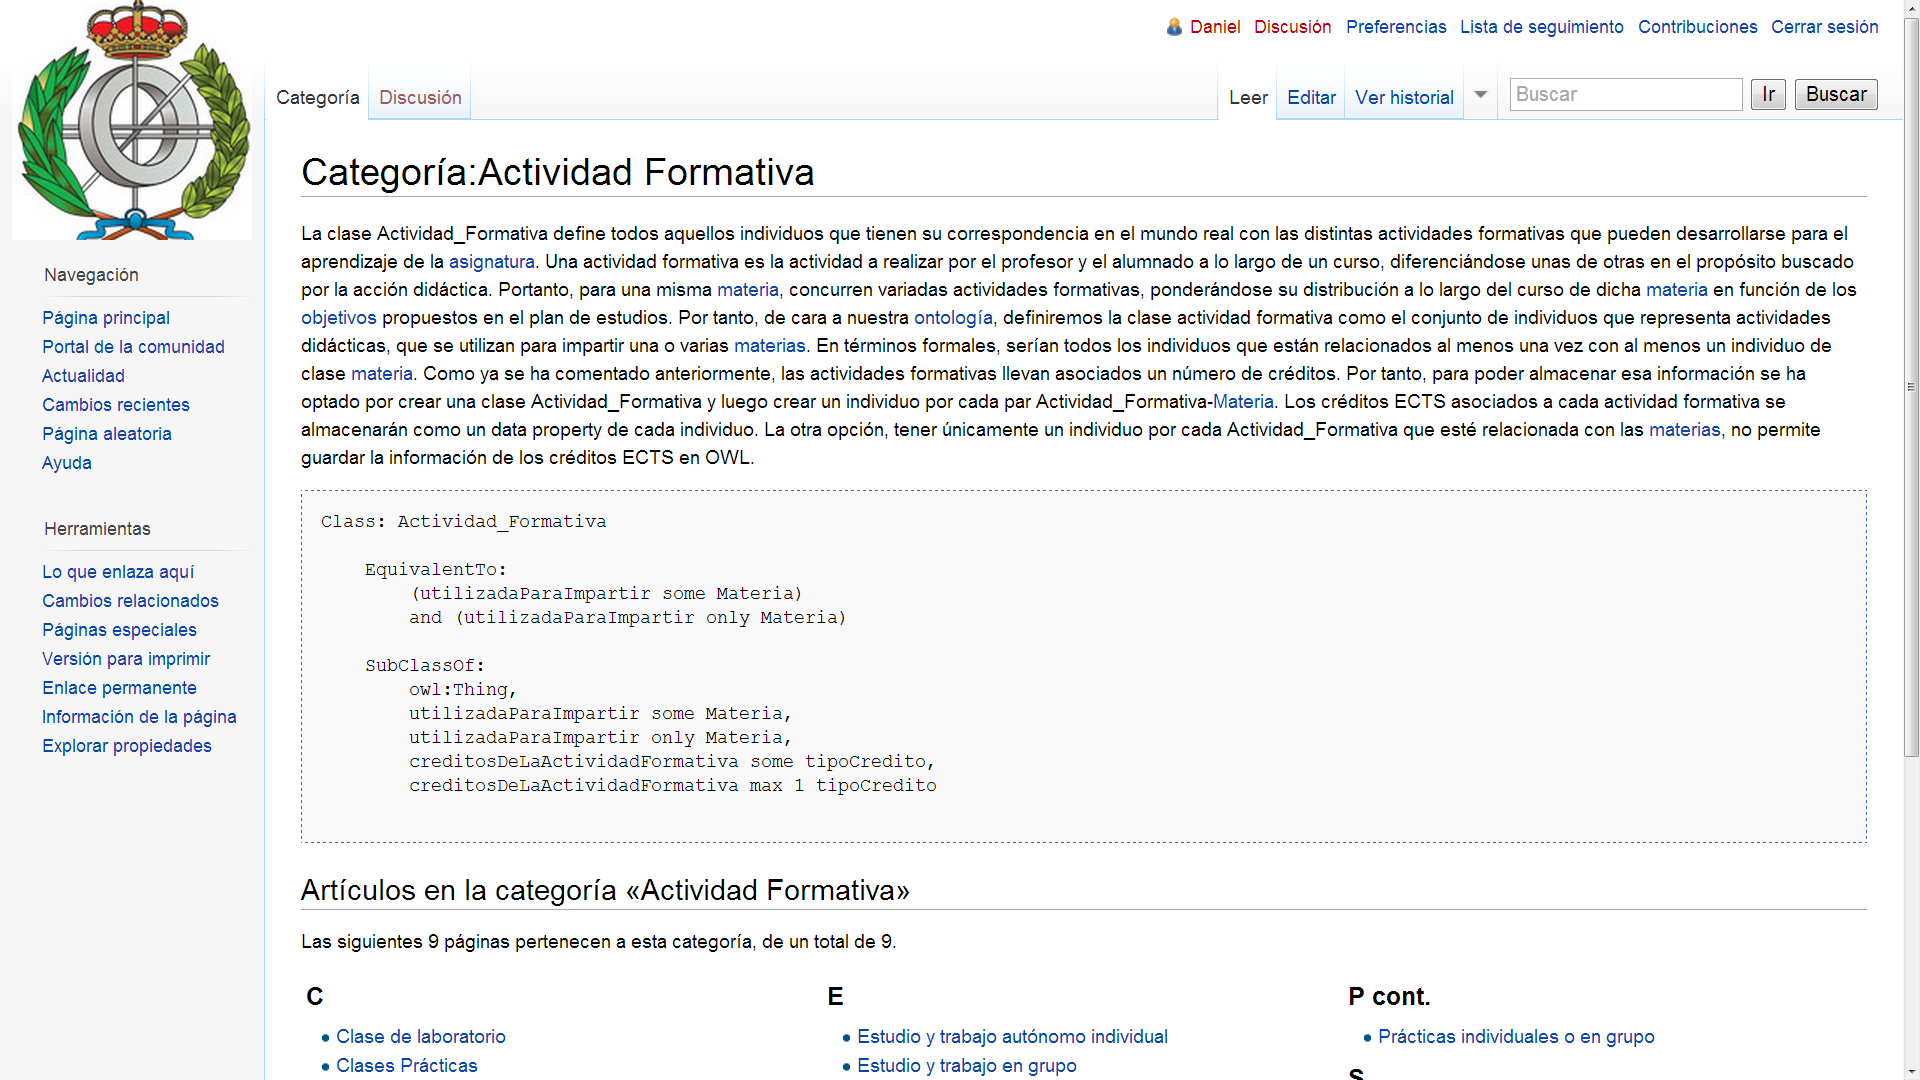 Daniel Discusión Preferencias Lista de seguimiento Contribuciones Cerrar sesión
Categoría Discusión Leer Editar Ver historial Buscar Ir Buscar
Categoría:Actividad Formativa
La clase Actividad_Formativa define todos aquellos individuos que tienen su correspondencia en el mundo real con las distintas actividades formativas que pueden desarrollarse para el
aprendizaje de la asignatura. Una actividad formativa es la actividad a realizar por el profesor y el alumnado a lo largo de un curso, diferenciándose unas de otras en el propósito buscado
por la acción didáctica. Portanto, para una misma materia, concurren variadas actividades formativas, ponderándose su distribución a lo largo del curso de dicha materia en función de los
objetivos propuestos en el plan de estudios. Por tanto, de cara a nuestra ontología, definiremos la clase actividad formativa como el conjunto de individuos que representa actividades
didácticas, que se utilizan para impartir una o varias materias. En términos formales, serían todos los individuos que están relacionados al menos una vez con al menos un individuo de
clase materia. Como ya se ha comentado anteriormente, las actividades formativas llevan asociados un número de créditos. Por tanto, para poder almacenar esa información se ha
optado por crear una clase Actividad_Formativa y luego crear un individuo por cada par Actividad_Formativa-Materia. Los créditos ECTS asociados a cada actividad formativa se
almacenarán como un data property de cada individuo. La otra opción, tener únicamente un individuo por cada Actividad_Formativa que esté relacionada con las materias, no permite
guardar la información de los créditos ECTS en OWL.
Class: Actividad_Formativa
EquivalentTo:
(utilizadaParaImpartir some Materia)
and (utilizadaParaImpartir only Materia)
SubClassOf:
owl:Thing,
utilizadaParaImpartir some Materia,
utilizadaParaImpartir only Materia,
creditosDeLaActividadFormativa some tipoCredito,
creditosDeLaActividadFormativa max 1 tipoCredito
Artículos en la categoría «Actividad Formativa»
Las siguientes 9 páginas pertenecen a esta categoría, de un total de 9.
C
Clase de laboratorio
Clases Prácticas
E
Estudio y trabajo autónomo individual
Estudio y trabajo en grupo
P cont.
Prácticas individuales o en grupo
S
Navegación
Página principal
Portal de la comunidad
Actualidad
Cambios recientes
Página aleatoria
Ayuda
Herramientas
Lo que enlaza aquí
Cambios relacionados
Páginas especiales
Versión para imprimir
Enlace permanente
Información de la página
Explorar propiedades